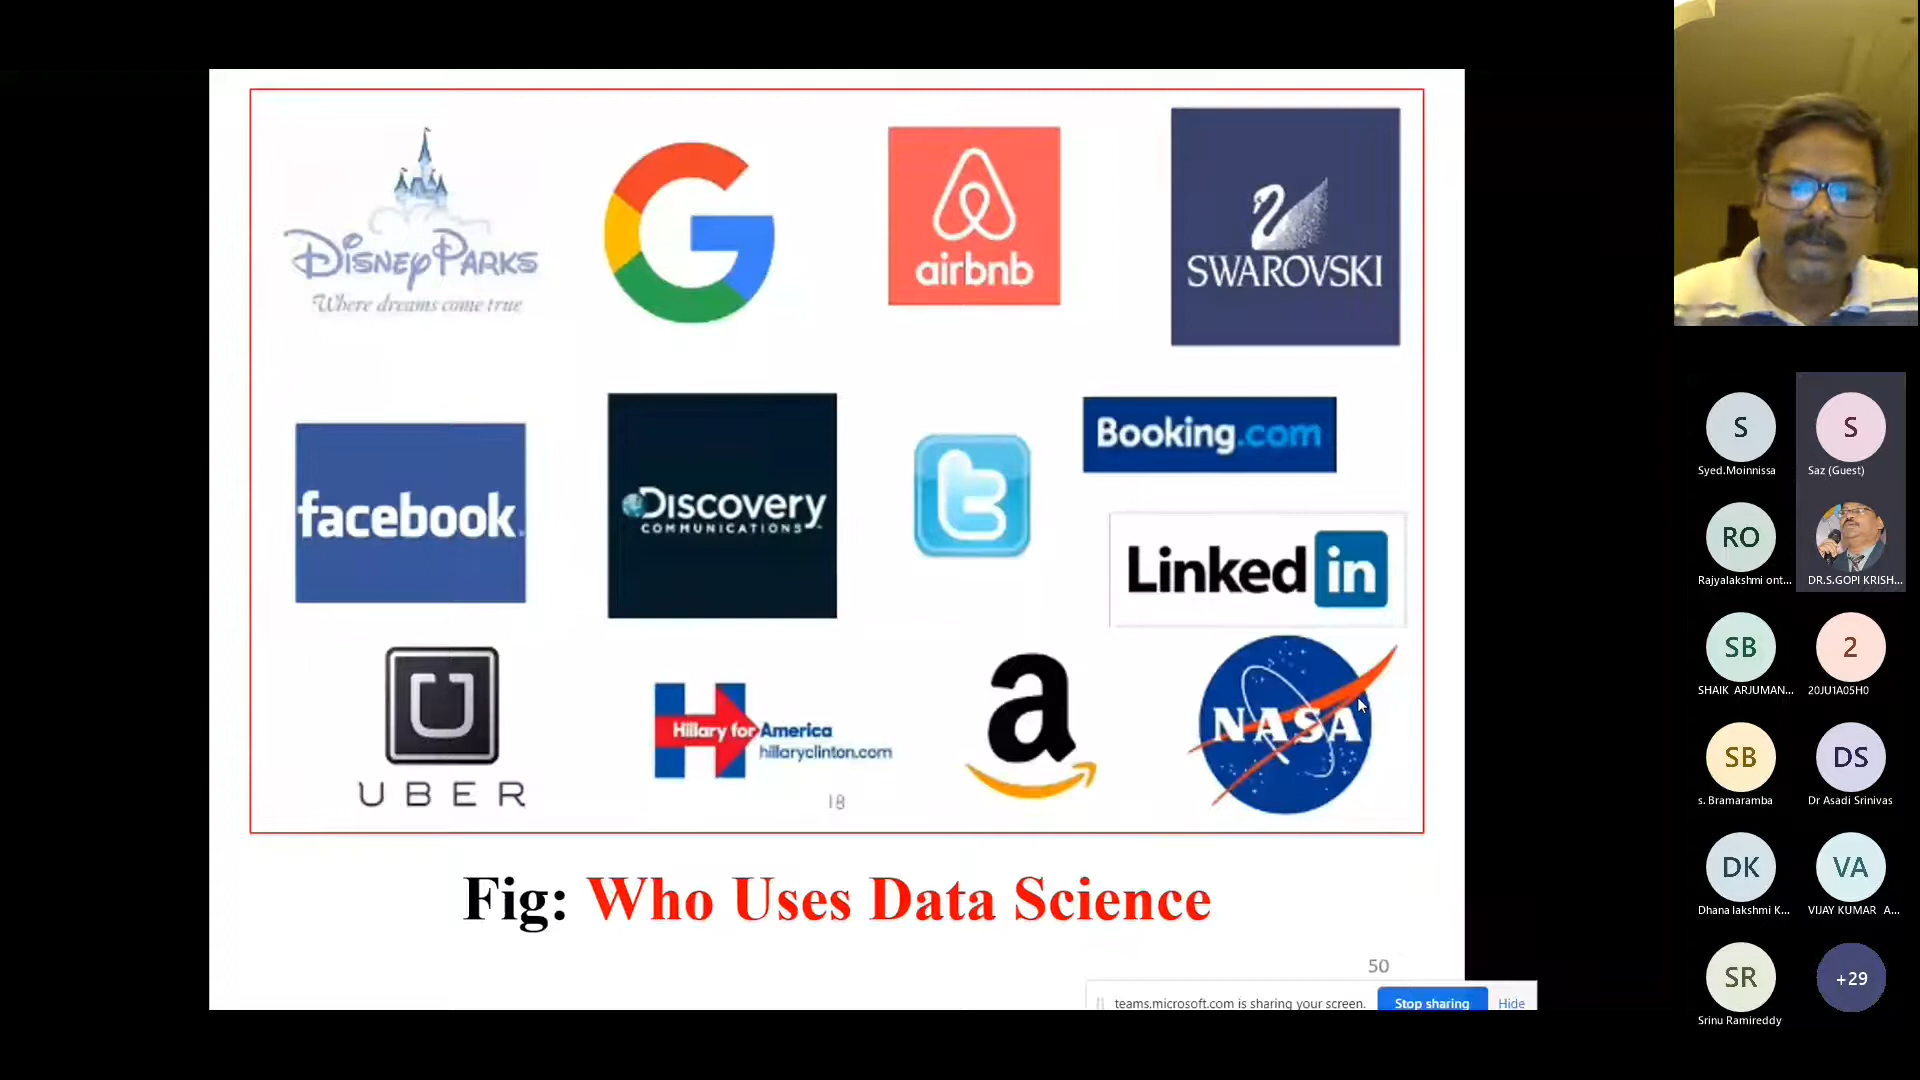 DISNEY PARKS
Where dreams come true
G
airbnb
SWAROVSKI
facebook.
Discovery
COMMUNICATIONS
t
Booking.com
Linked in
U
UBER
H
Hillary for America
hillaryclinton.com
a
NASA
18
Fig: Who Uses Data Science
50
teams.microsoft.com is sharing your screen.
Stop sharing
Hide
S
S
Syed.Moinnissa
Saz (Guest)
RO
Rajyalakshmi ont...
DR.S.GOPI KRISH...
SB
2
SHAIK ARJUMAN...
20JU1A05H0
SB
DS
s. Bramaramba
Dr Asadi Srinivas
DK
VA
Dhana lakshmi K...
VIJAY KUMAR A...
SR
+29
Srinu Ramireddy